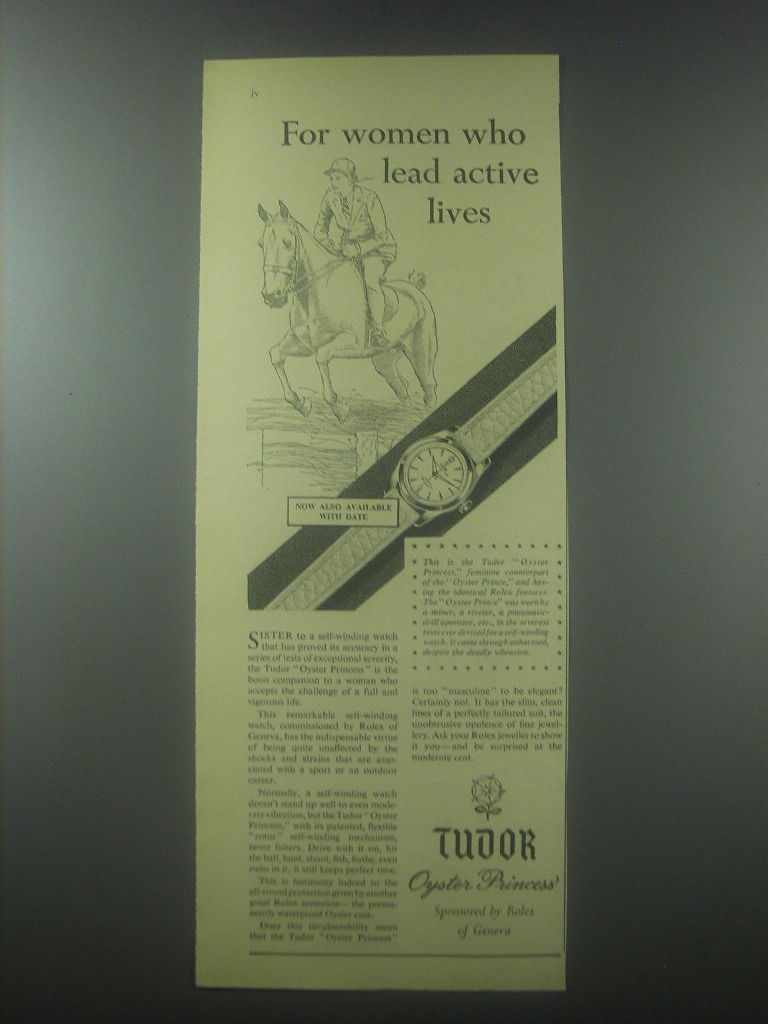 iv
For women who
lead active
lives
NOW ALSO AVAILABLE
WITH DATE
This is the Tudor "Oyster
Princess," feminine counterpart
of the "Oyster Prince," and hav-
ing the identical Rolex features.
The "Oyster Prince" was worn by
a miner, a riveter, a pneumatic-
drill operator, etc., in the severest
tests ever devised for a self-winding
watch. It came through unharmed,
despite the deadly vibration.
SISTER to a self-winding watch
that has proved its accuracy in a
series of tests of exceptional severity,
the Tudor "Oyster Princess" is the
boon companion to a woman who
accepts the challenge of a full and
vigorous life.
This remarkable self-winding
watch, commissioned by Rolex of
Geneva, has the indispensable virtue
of being quite unaffected by the
shocks and strains that are asso-
ciated with a sport or an outdoor
career.
Normally, a self-winding watch
doesn't stand up well to even mode-
rate vibration, but the Tudor "Oyster
Princess," with its patented, flexible
"rotor" self-winding mechanism,
never falters. Drive with it on, hit
the ball, hunt, shoot, fish, bathe, even
in it, it still keeps perfect time.
This is testimony indeed to the
all-round protection given by another
great Rolex invention—the perma-
nently waterproof Oyster case.
Does this invulnerability mean
that the Tudor "Oyster Princess"
is too "masculine" to be elegant?
Certainly not. It has the slim, clean
lines of a perfectly tailored suit, the
unobtrusive opulence of fine jewel-
lery. Ask your Rolex jeweller to show
it you—and be surprised at the
moderate cost.
TUDOR
Oyster Princess
Sponsored by Rolex
of Geneva